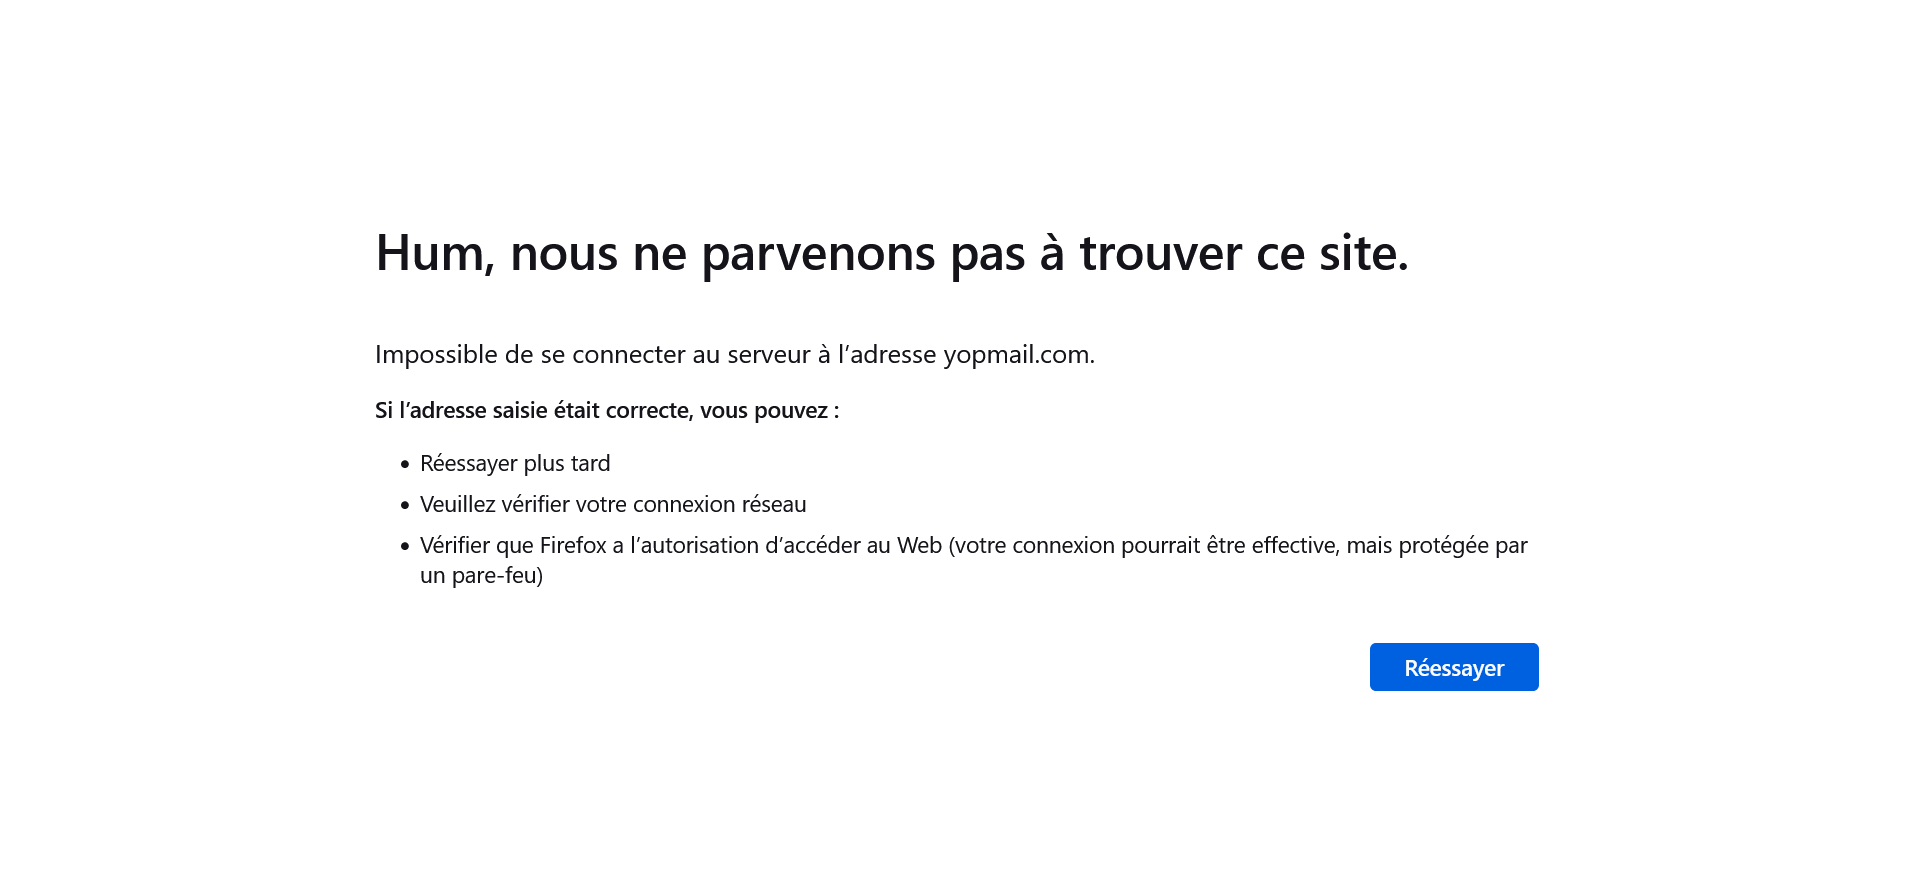 Hum, nous ne parvenons pas à trouver ce site.
Impossible de se connecter au serveur à l’adresse yopmail.com.
Si l’adresse saisie était correcte, vous pouvez :
• Réessayer plus tard
• Veuillez vérifier votre connexion réseau
• Vérifier que Firefox a l’autorisation d’accéder au Web (votre connexion pourrait être effective, mais protégée par
un pare-feu)
Réessayer